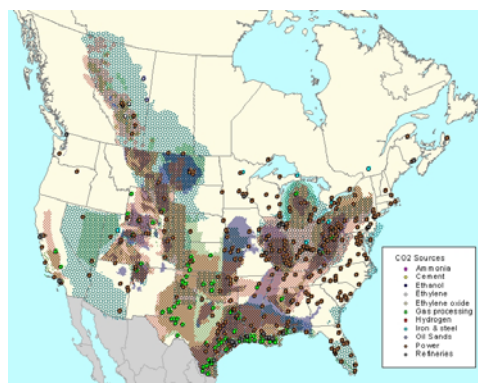 CO2 Sources
Ammonia
Cement
Ethanol
Ethylene
Ethylene oxide
Gas processing
Hydrogen
Iron & steel
Oil Sands
Power
Refineries